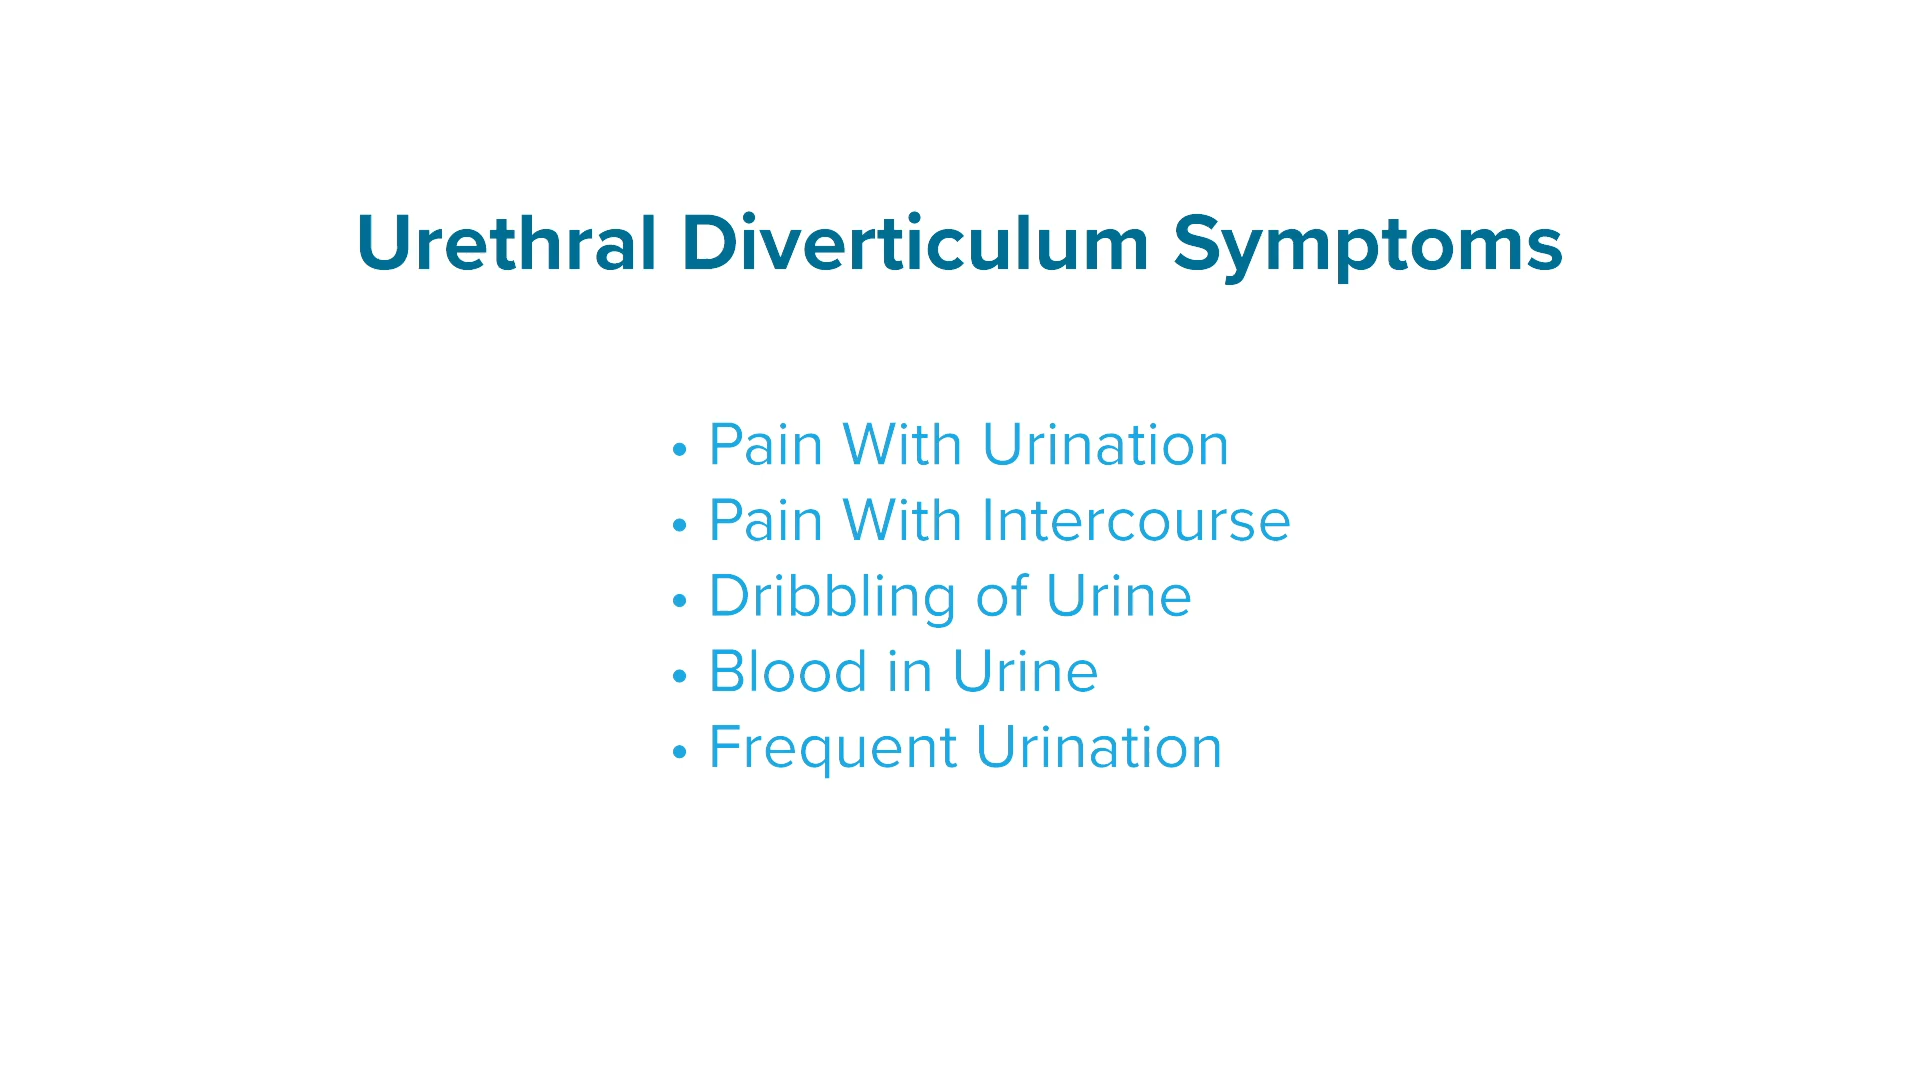 Urethral Diverticulum Symptoms
• Pain With Urination
• Pain With Intercourse
• Dribbling of Urine
• Blood in Urine
• Frequent Urination